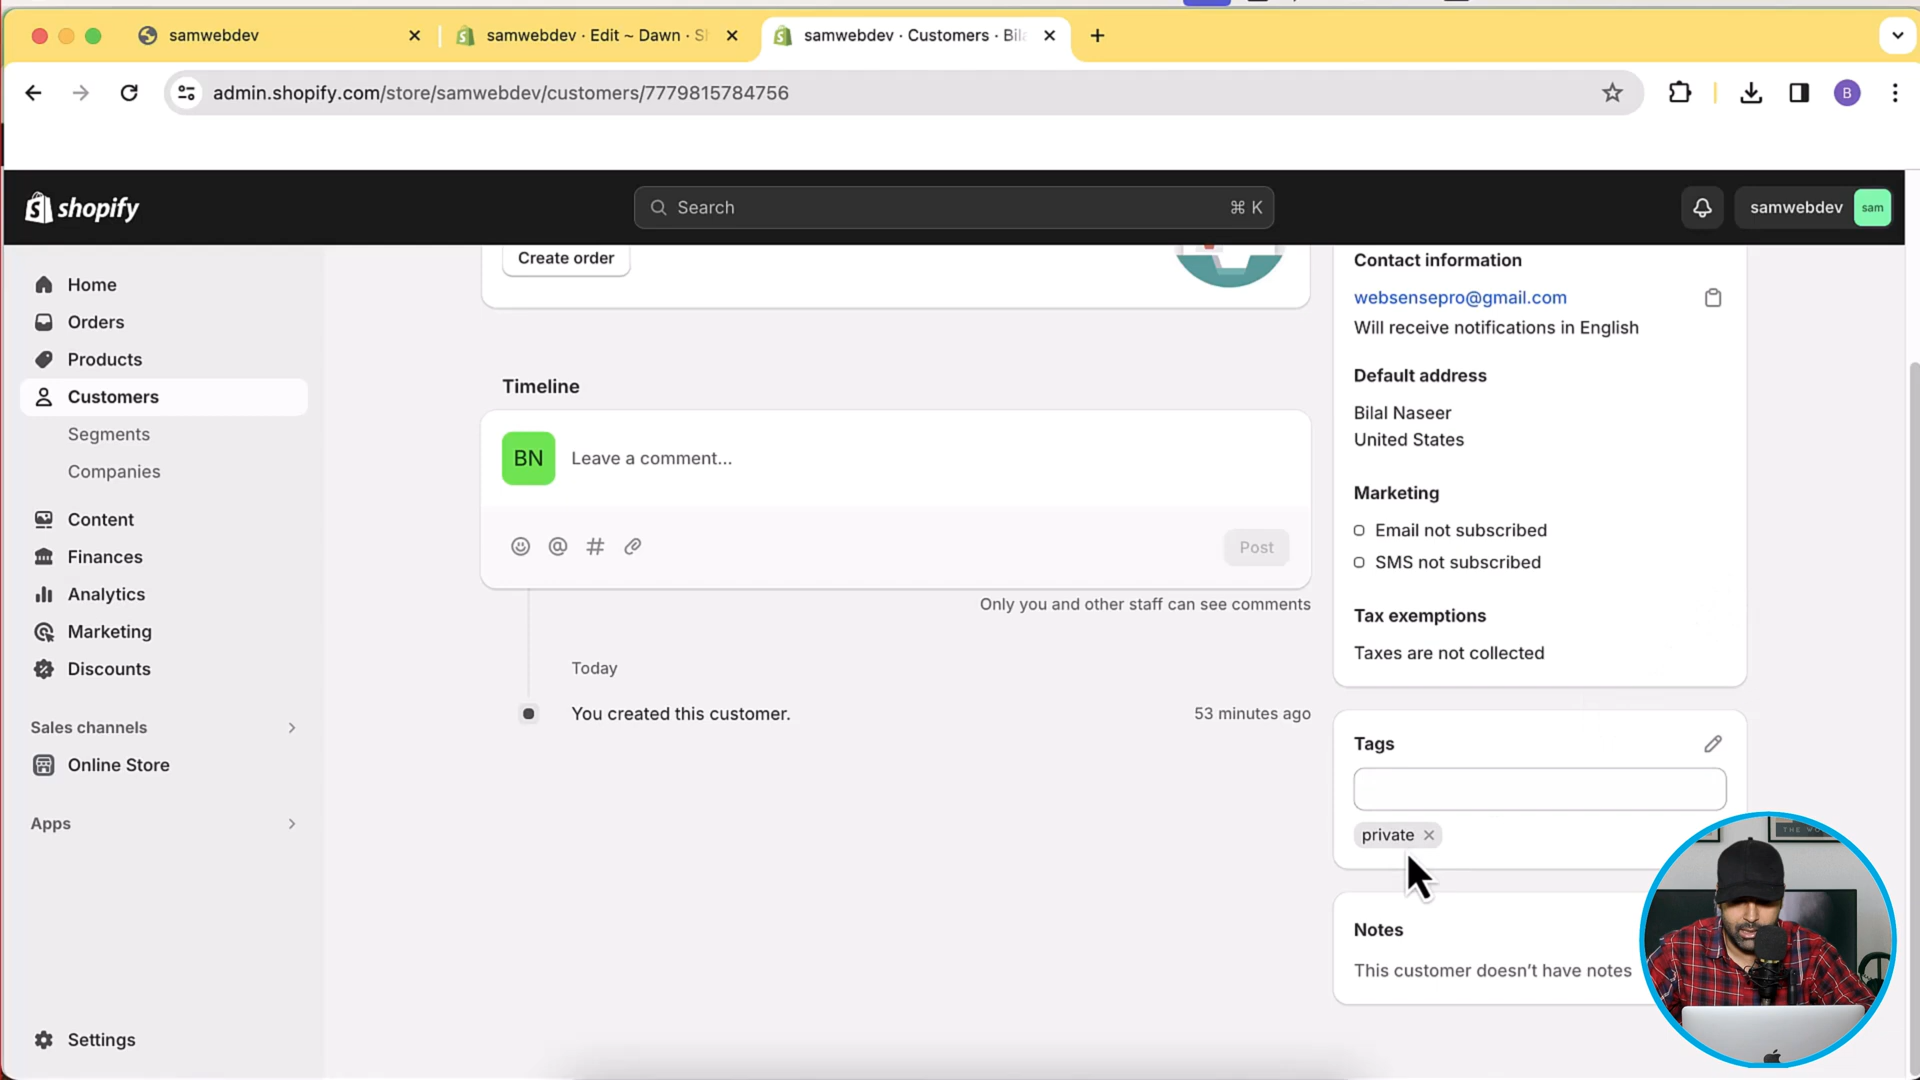 samwebdev
samwebdev · Edit ~ Dawn · S
samwebdev · Customers · Bil
admin.shopify.com/store/samwebdev/customers/7779815784756
B
shopify
Search
⌘ K
samwebdev
sam
Home
Orders
Products
Customers
Segments
Companies
Content
Finances
Analytics
Marketing
Discounts
Sales channels
Online Store
Apps
Settings
Create order
Timeline
BN
Leave a comment...
Post
Only you and other staff can see comments
Today
You created this customer.
53 minutes ago
Contact information
websensepro@gmail.com
Will receive notifications in English
Default address
Bilal Naseer
United States
Marketing
Email not subscribed
SMS not subscribed
Tax exemptions
Taxes are not collected
Tags
private
Notes
This customer doesn't have notes